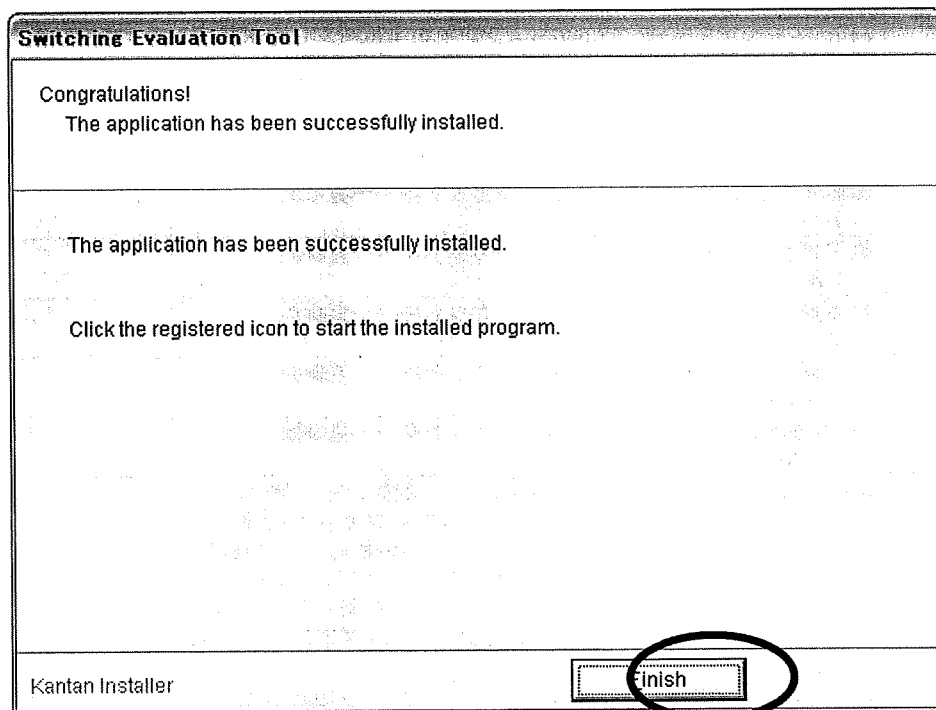 Switching Evaluation Tool
Congratulations!
The application has been successfully installed.
The application has been successfully installed.
Click the registered icon to start the installed program.
Kantan Installer
Finish